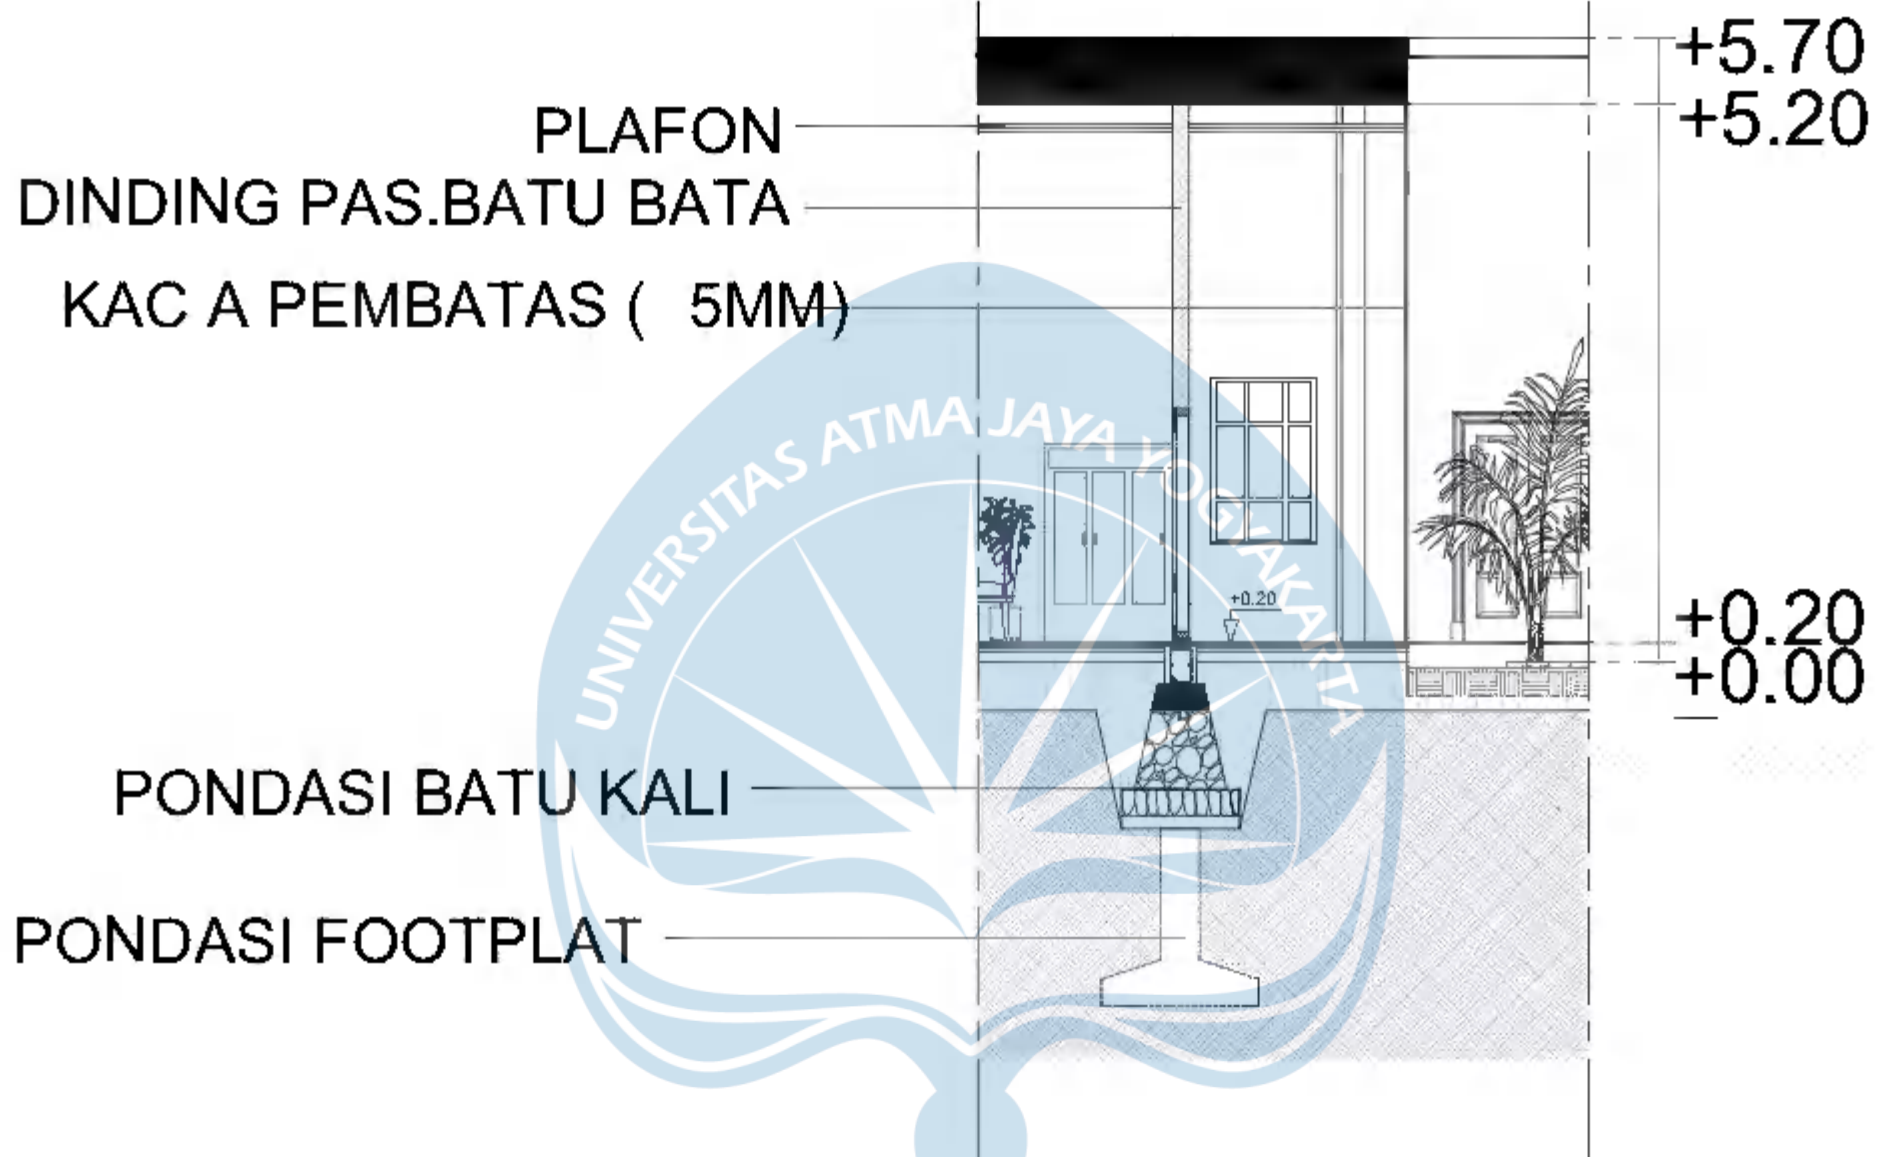 +5.70
+5.20
PLAFON
DINDING PAS.BATU BATA
KAC A PEMBATAS ( 5MM)
UNIVERSITAS ATMA JAYA YOGYAKARTA
+0.20
+0.20
+0.00
PONDASI BATU KALI
PONDASI FOOTPLAT